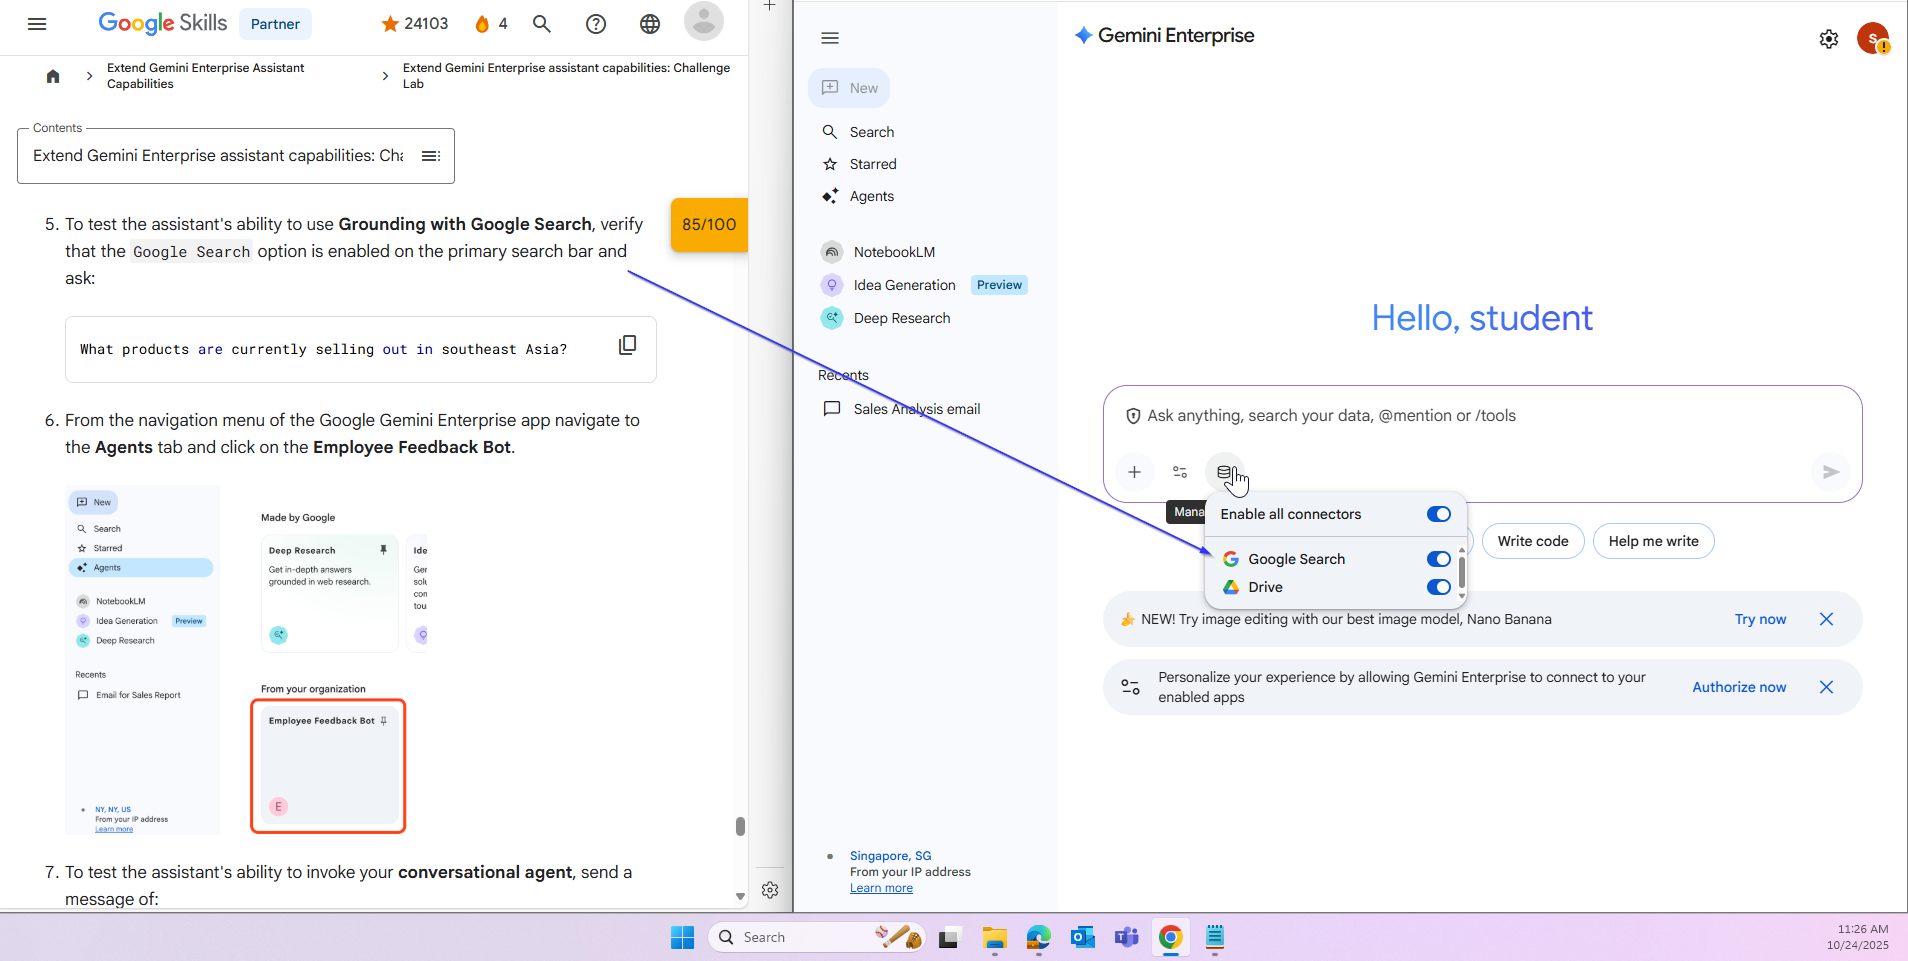 Google Skills
Partner
24103
4
Extend Gemini Enterprise Assistant
Capabilities
Extend Gemini Enterprise assistant capabilities: Challenge
Lab
Contents
Extend Gemini Enterprise assistant capabilities: Cha
5. To test the assistant's ability to use Grounding with Google Search, verify
that the Google Search option is enabled on the primary search bar and
ask:
85/100
What products are currently selling out in southeast Asia?
6. From the navigation menu of the Google Gemini Enterprise app navigate to
the Agents tab and click on the Employee Feedback Bot.
New
Search
Starred
Agents
NotebookLM
Idea Generation Preview
Deep Research
Recents
Email for Sales Report
NY, NY, US
From your IP address
Learn more
Made by Google
Deep Research
Get in-depth answers
grounded in web research.
Ide
Ger
solu
con
tou
From your organization
Employee Feedback Bot
E
7. To test the assistant's ability to invoke your conversational agent, send a
message of:
New
Search
Starred
Agents
NotebookLM
Idea Generation Preview
Deep Research
Recents
Sales Analysis email
Singapore, SG
From your IP address
Learn more
Gemini Enterprise
S
Hello, student
Ask anything, search your data, @mention or /tools
Mana
Enable all connectors
Google Search
Drive
Write code
Help me write
NEW! Try image editing with our best image model, Nano Banana
Try now
Personalize your experience by allowing Gemini Enterprise to connect to your
enabled apps
Authorize now
Search
11:26 AM
10/24/2025